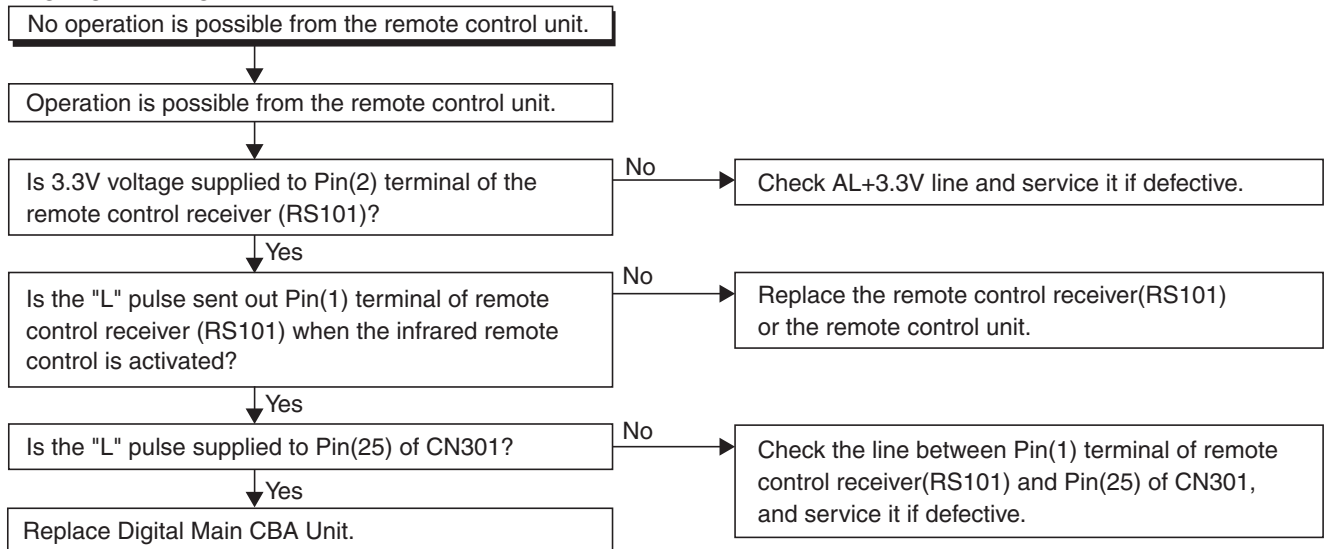 No operation is possible from the remote control unit.
Operation is possible from the remote control unit.
Is 3.3V voltage supplied to Pin(2) terminal of the
remote control receiver (RS101)?
No
Check AL+3.3V line and service it if defective.
Yes
Is the "L" pulse sent out Pin(1) terminal of remote
control receiver (RS101) when the infrared remote
control is activated?
No
Replace the remote control receiver(RS101)
or the remote control unit.
Yes
Is the "L" pulse supplied to Pin(25) of CN301?
No
Check the line between Pin(1) terminal of remote
control receiver(RS101) and Pin(25) of CN301,
and service it if defective.
Yes
Replace Digital Main CBA Unit.